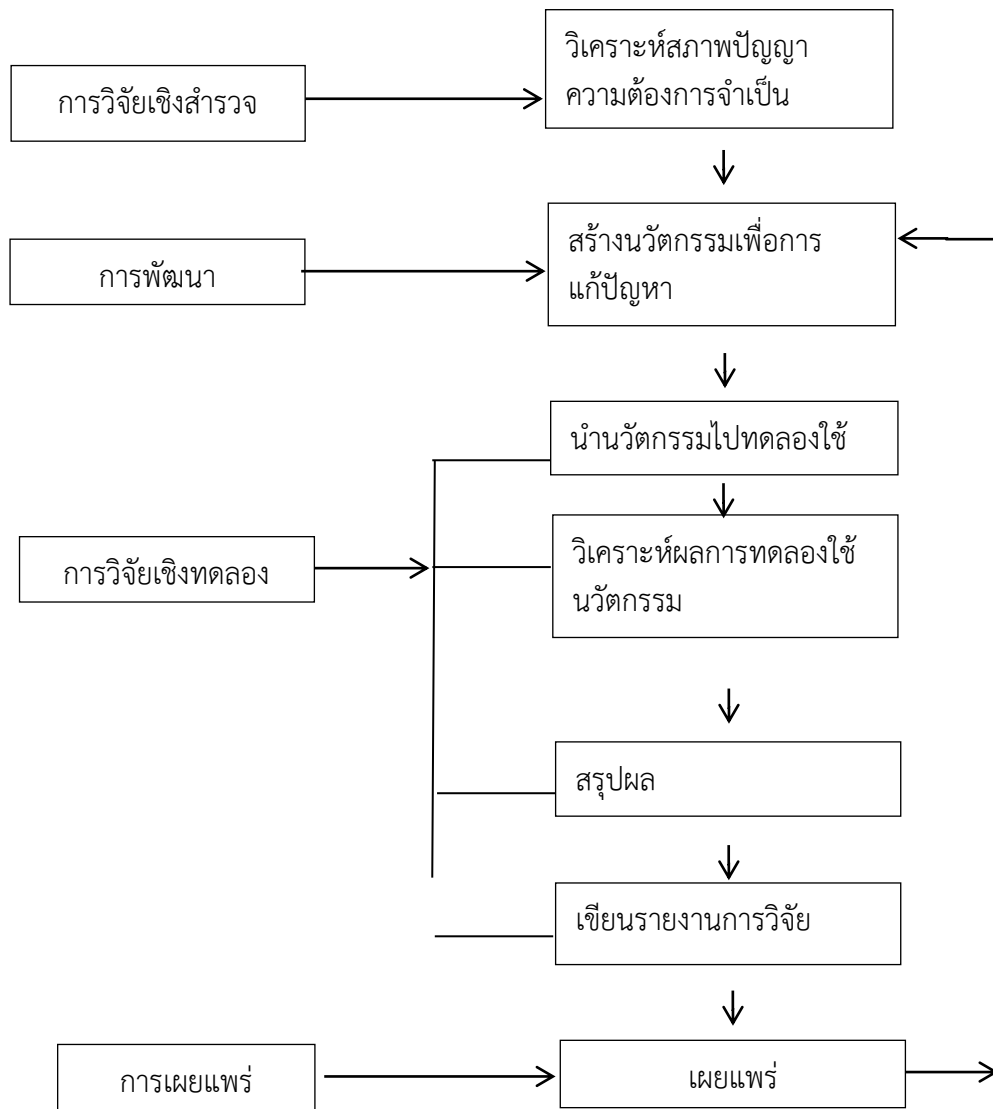 วิเคราะห์สภาพปัญญา
ความต้องการจำเป็น
การวิจัยเชิงสำรวจ
สร้างนวัตกรรมเพื่อการ
แก้ปัญหา
การพัฒนา
นำนวัตกรรมไปทดลองใช้
วิเคราะห์ผลการทดลองใช้
นวัตกรรม
การวิจัยเชิงทดลอง
สรุปผล
เขียนรายงานการวิจัย
การเผยแพร่
เผยแพร่